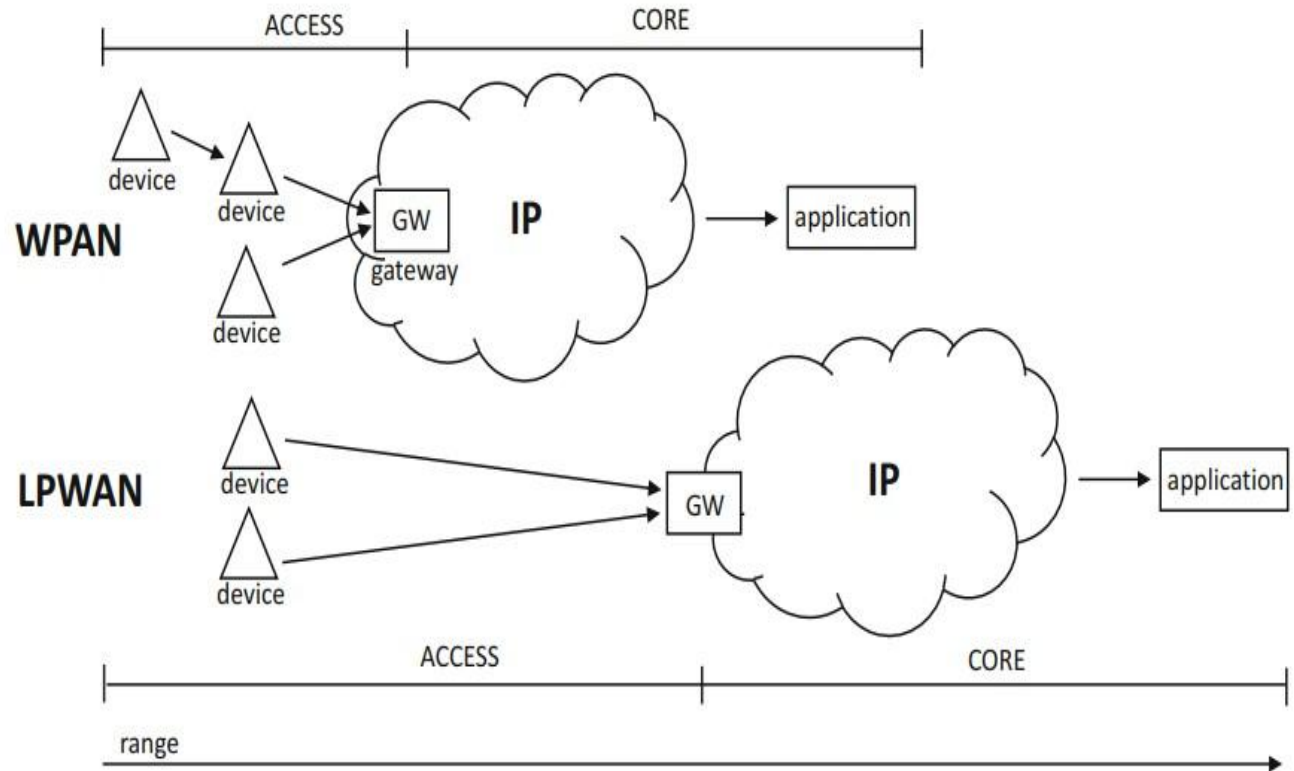 ACCESS
CORE
device
device
WPAN
GW
IP
application
gateway
device
device
LPWAN
GW
IP
application
device
ACCESS
CORE
range